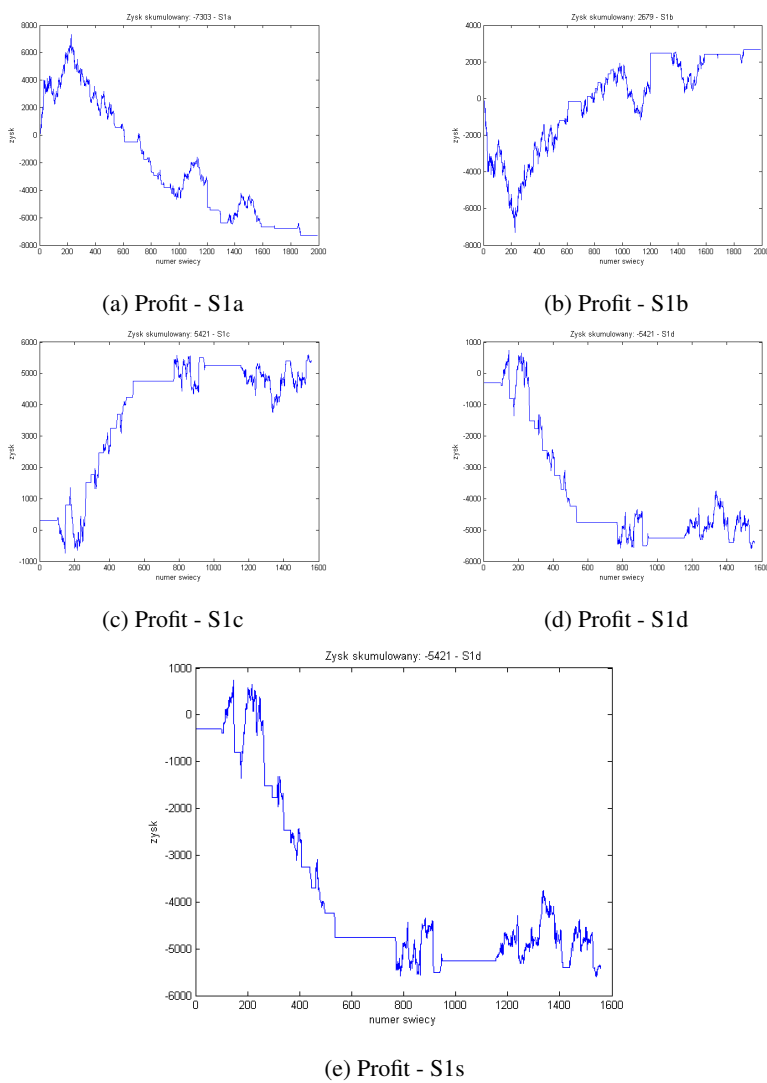 Zysk skumulowany: -7303 - S1a
8000
6000
4000
2000
0
-2000
-4000
-6000
-8000
zysk
0 200 400 600 800 1000 1200 1400 1600 1800 2000
numer swiecy
(a) Profit - S1a
Zysk skumulowany: 2679 - S1b
4000
2000
0
-2000
-4000
-6000
-8000
zysk
0 200 400 600 800 1000 1200 1400 1600 1800 2000
numer swiecy
(b) Profit - S1b
Zysk skumulowany: 5421 - S1c
6000
5000
4000
3000
2000
1000
0
-1000
zysk
0 200 400 600 800 1000 1200 1400 1600
numer swiecy
(c) Profit - S1c
Zysk skumulowany: -5421 - S1d
1000
0
-1000
-2000
-3000
-4000
-5000
-6000
zysk
0 200 400 600 800 1000 1200 1400 1600
numer swiecy
(d) Profit - S1d
Zysk skumulowany: -5421 - S1d
1000
0
-1000
-2000
-3000
-4000
-5000
-6000
zysk
0 200 400 600 800 1000 1200 1400 1600
numer swiecy
(e) Profit - S1s